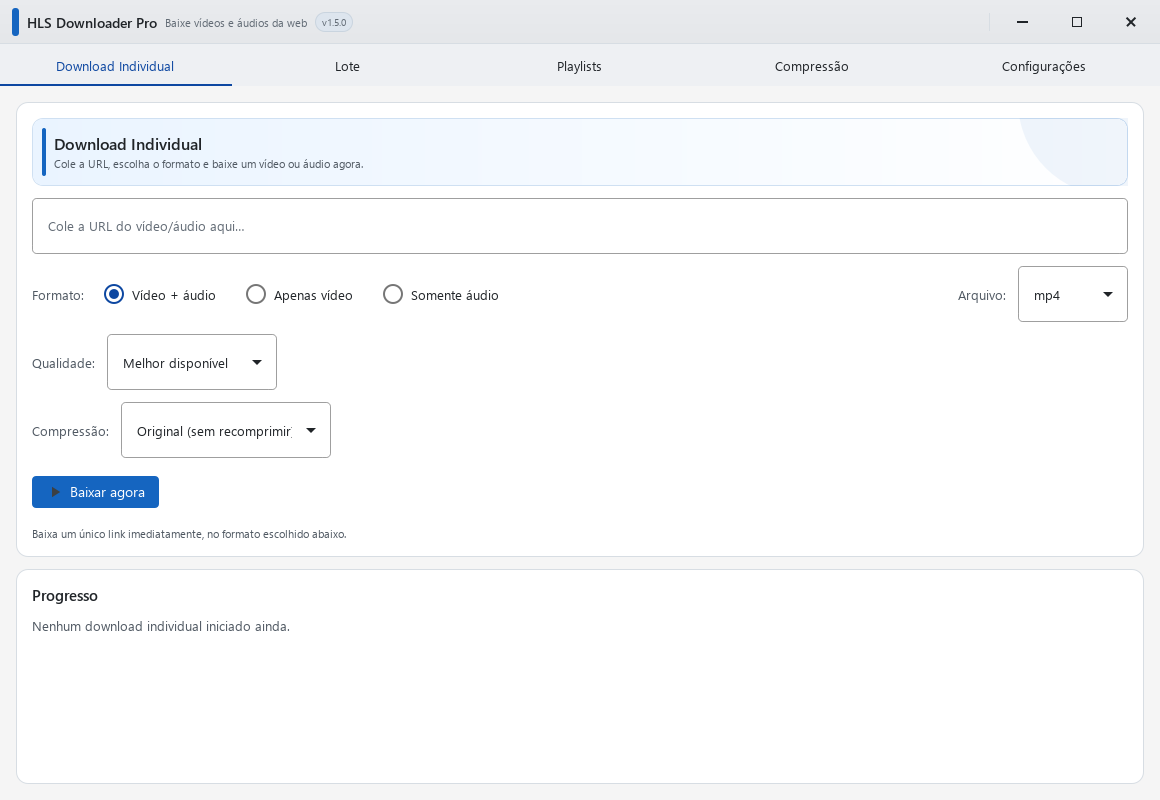 HLS Downloader Pro Baixe vídeos e áudios da web v1.5.0
Download Individual Lote Playlists Compressão Configurações
Download Individual
Cole a URL, escolha o formato e baixe um vídeo ou áudio agora.
Cole a URL do vídeo/áudio aqui...
Formato: Vídeo + áudio Apenas vídeo Somente áudio Arquivo: mp4
Qualidade: Melhor disponível
Compressão: Original (sem recomprimir)
Baixar agora
Baixa um único link imediatamente, no formato escolhido abaixo.
Progresso
Nenhum download individual iniciado ainda.